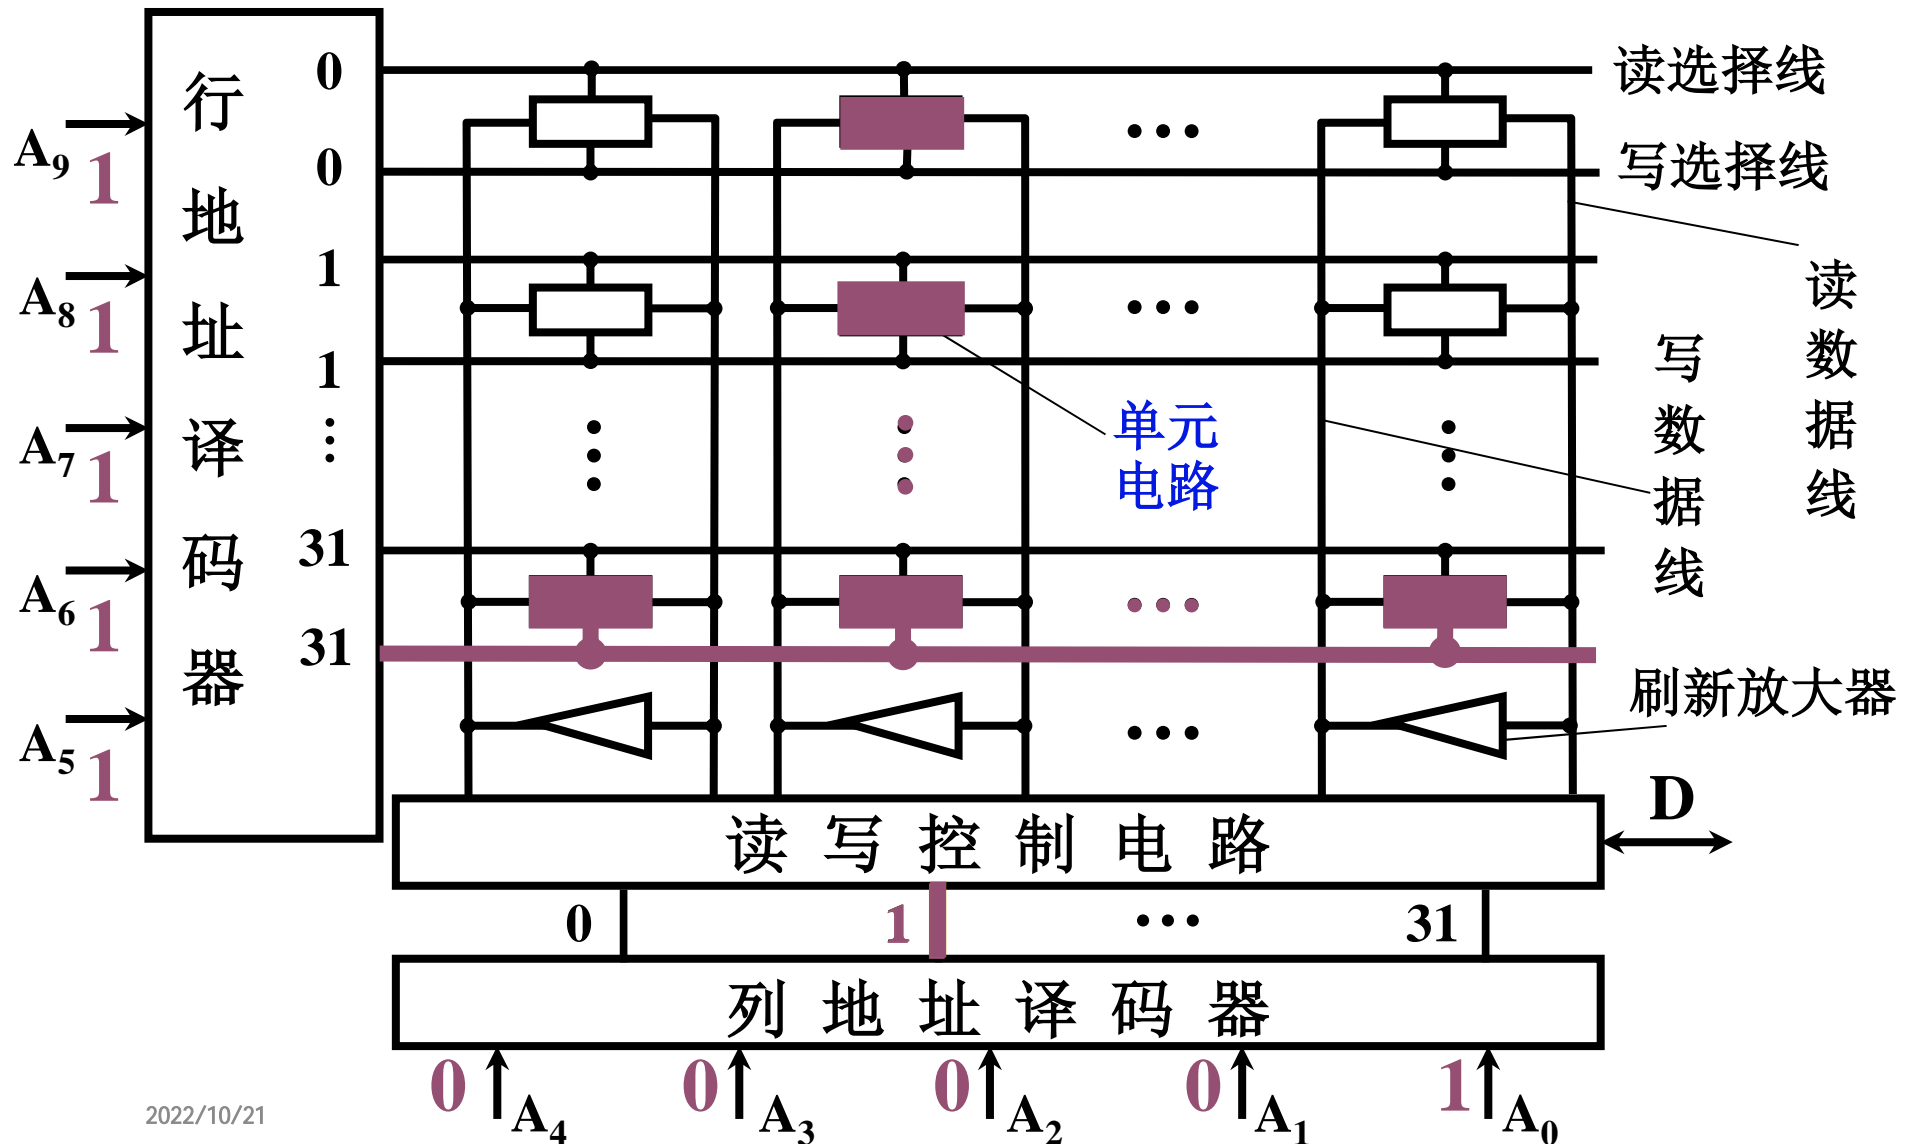 行地址译码器
0
读选择线
A9
1
0
写选择线
A8
1
1
1
读数据线
写数据线
单元
电路
A7
1
⋮
31
A6
1
31
刷新放大器
A5
1
D
读写控制电路
0
1
…
31
列地址译码器
0 A4
0 A3
0 A2
0 A1
1 A0
2022/10/21